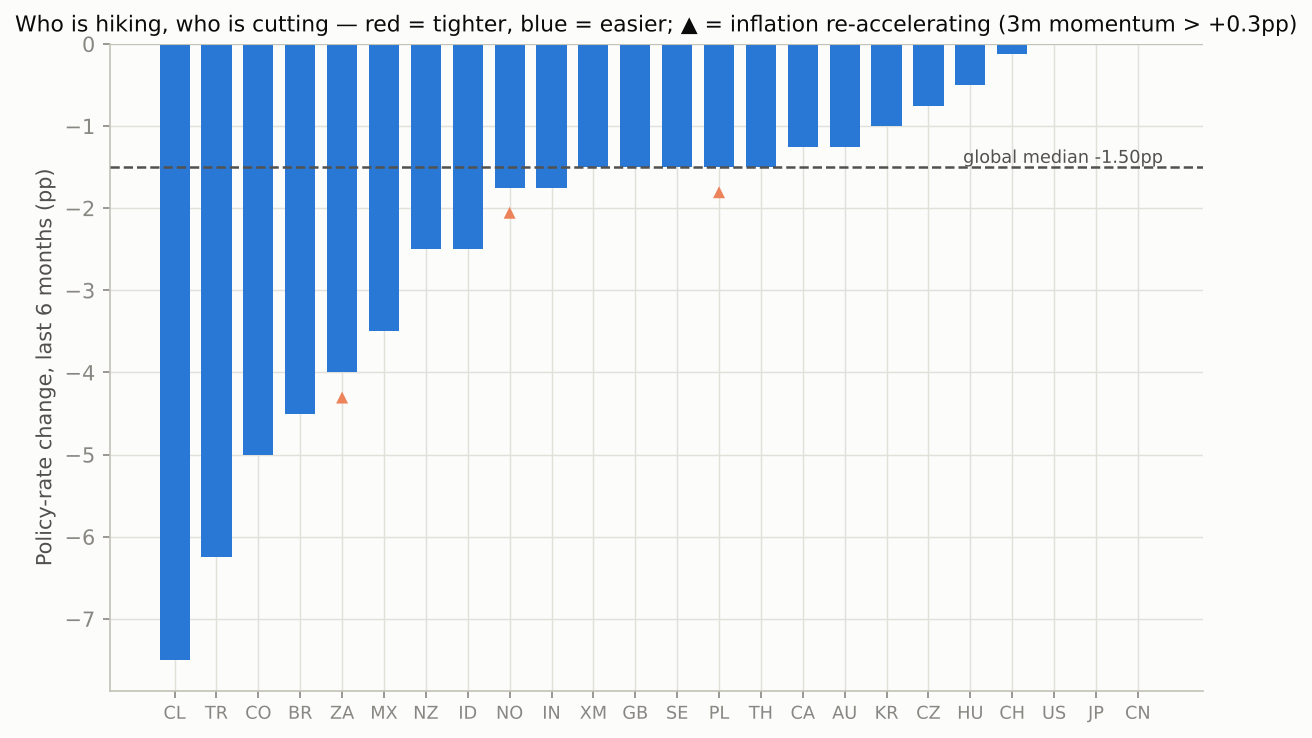 Who is hiking, who is cutting — red = tighter, blue = easier; ▲ = inflation re-accelerating (3m momentum > +0.3pp)
Policy-rate change, last 6 months (pp)
0
−1
−2
−3
−4
−5
−6
−7
global median -1.50pp
CL TR CO BR ZA MX NZ ID NO IN XM GB SE PL TH CA AU KR CZ HU CH US JP CN